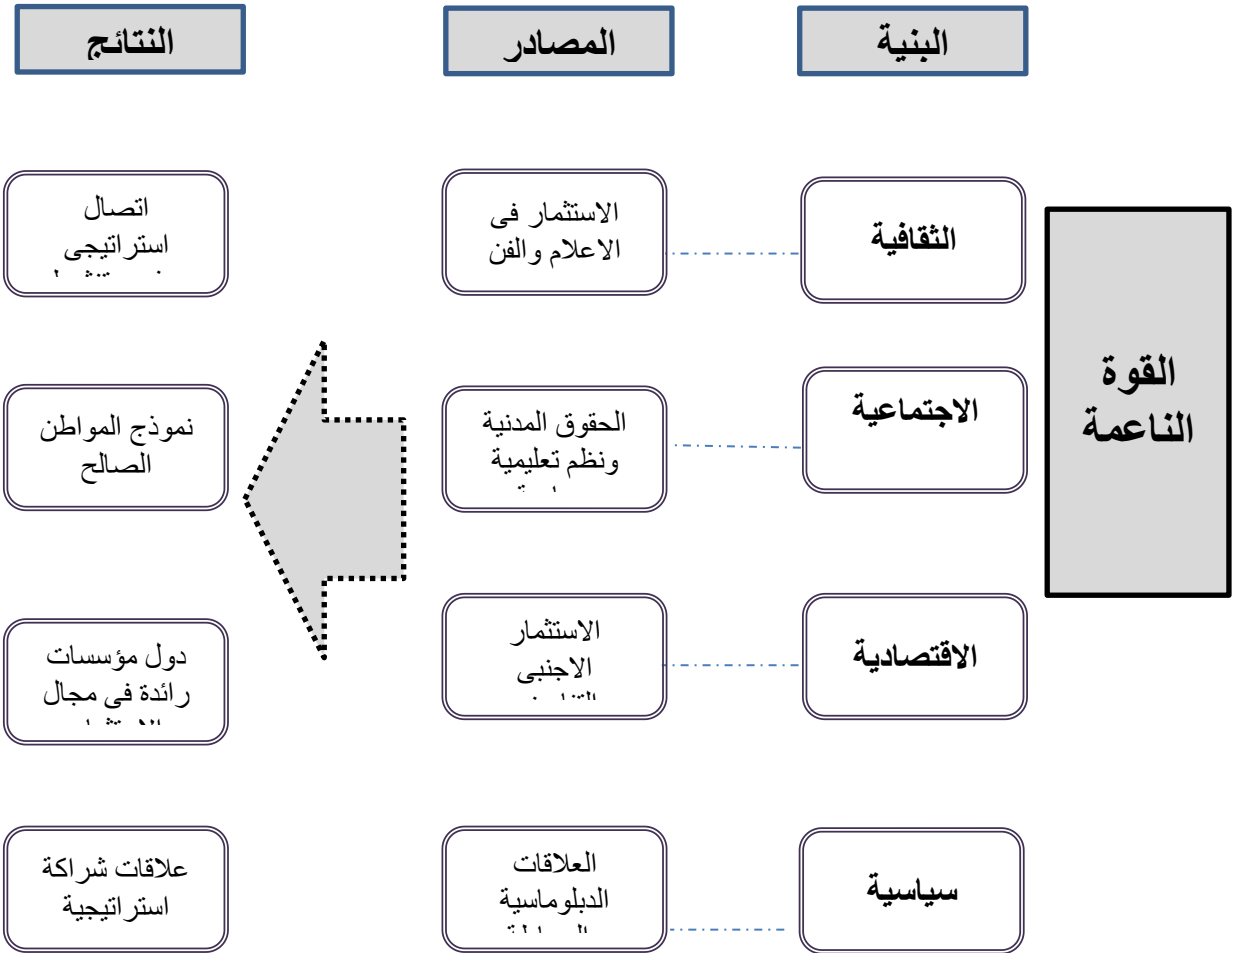 البنية
المصادر
النتائج
القوة
الناعمة
الثقافية
الاستثمار فى
الاعلام والفن
اتصال
استراتيجى
الاجتماعية
الحقوق المدنية
ونظم تعليمية
نموذج المواطن
الصالح
الاقتصادية
الاستثمار
الاجنبى
دول مؤسسات
رائدة فى مجال
سياسية
العلاقات
الدبلوماسية
علاقات شراكة
استراتيجية